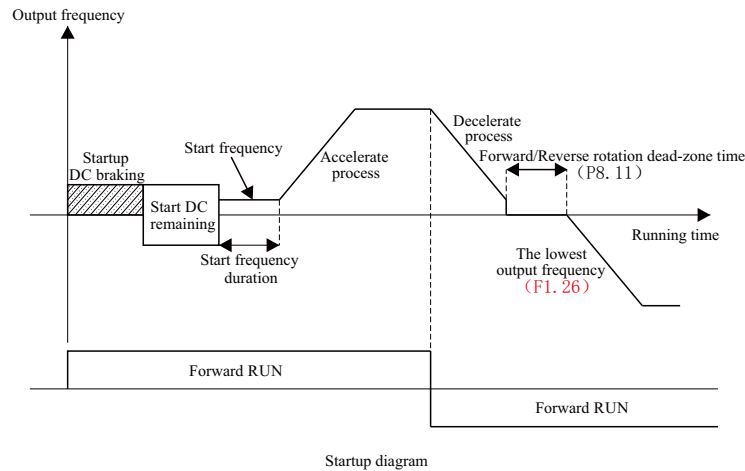 Output frequency
Startup
DC braking
Start DC
remaining
Start frequency
Start frequency
duration
Accelerate
process
Decelerate
process
Forward/Reverse rotation dead-zone time
(P8.11)
Running time
The lowest
output frequency
(F1.26)
Forward RUN
Forward RUN
Startup diagram